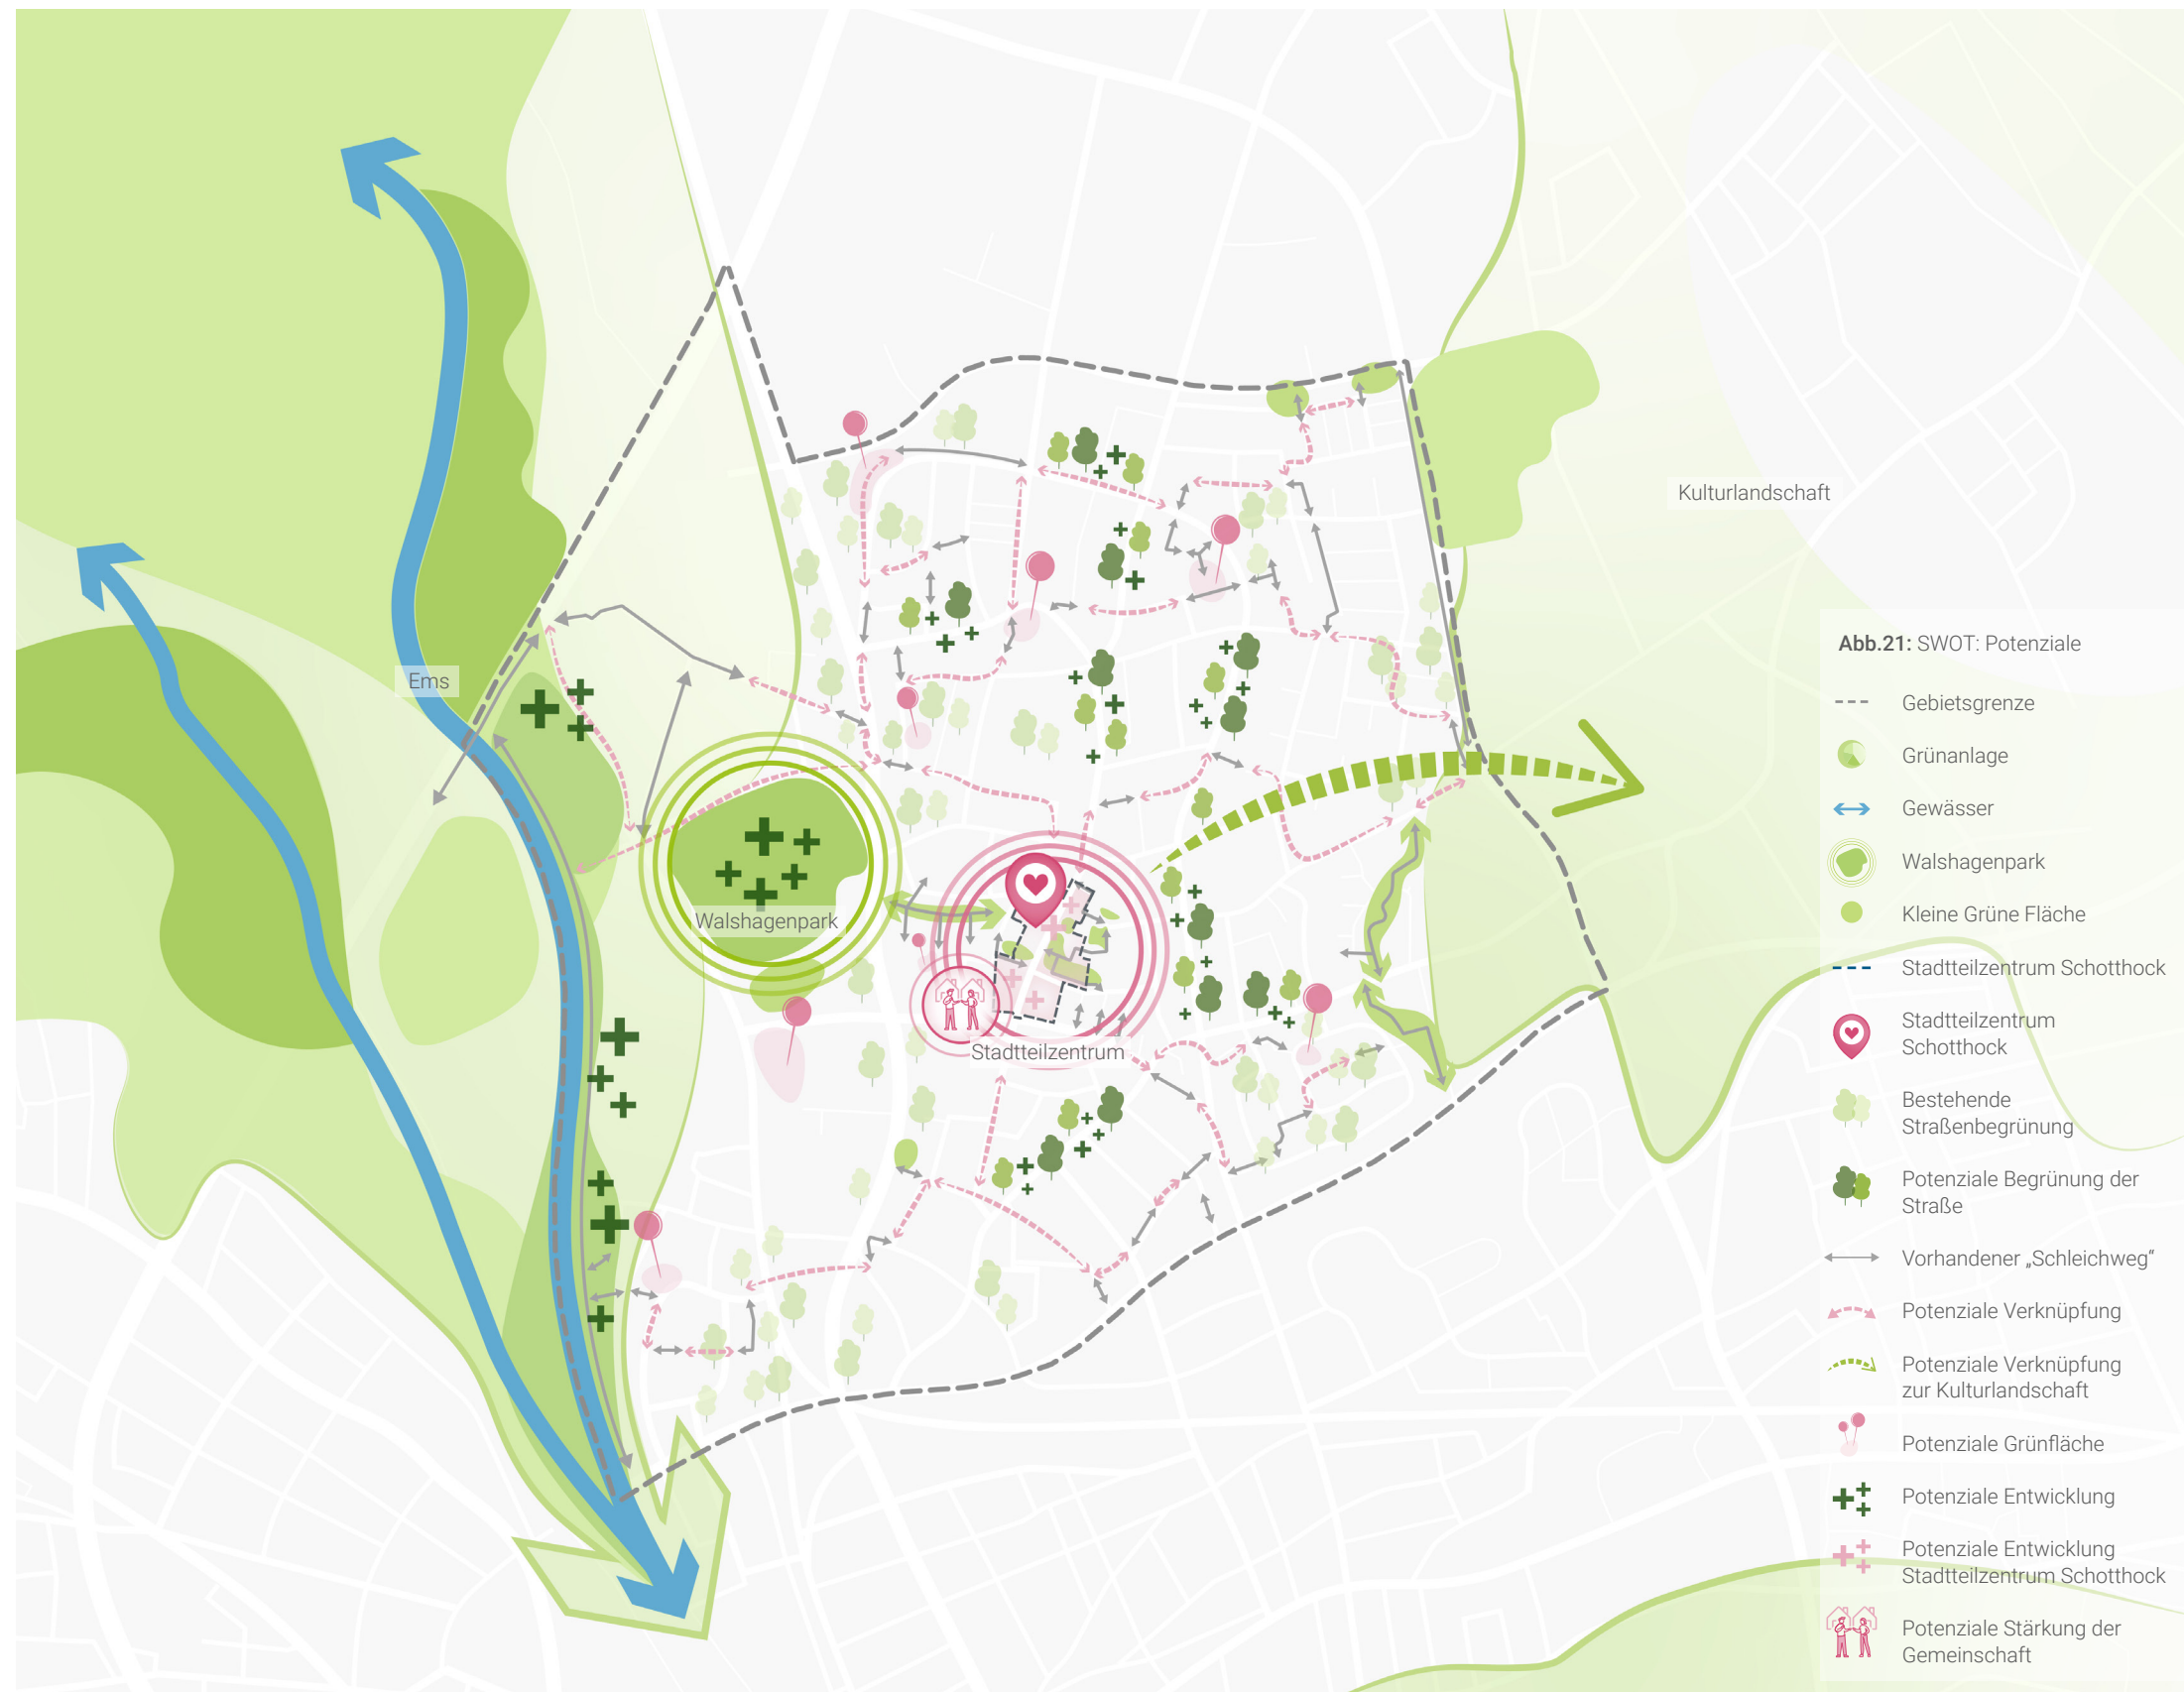 Kulturlandschaft
Ems
Walshagenpark
Stadtteilzentrum
Abb.21: SWOT: Potenziale
Gebietsgrenze
Grünanlage
Gewässer
Walshagenpark
Kleine Grüne Fläche
Stadtteilzentrum Schotthock
Stadtteilzentrum
Schotthock
Bestehende
Straßenbegrünung
Potenziale Begrünung der
Straße
Vorhandener „Schleichweg“
Potenziale Verknüpfung
Potenziale Verknüpfung
zur Kulturlandschaft
Potenziale Grünfläche
Potenziale Entwicklung
Potenziale Entwicklung
Stadtteilzentrum Schotthock
Potenziale Stärkung der
Gemeinschaft